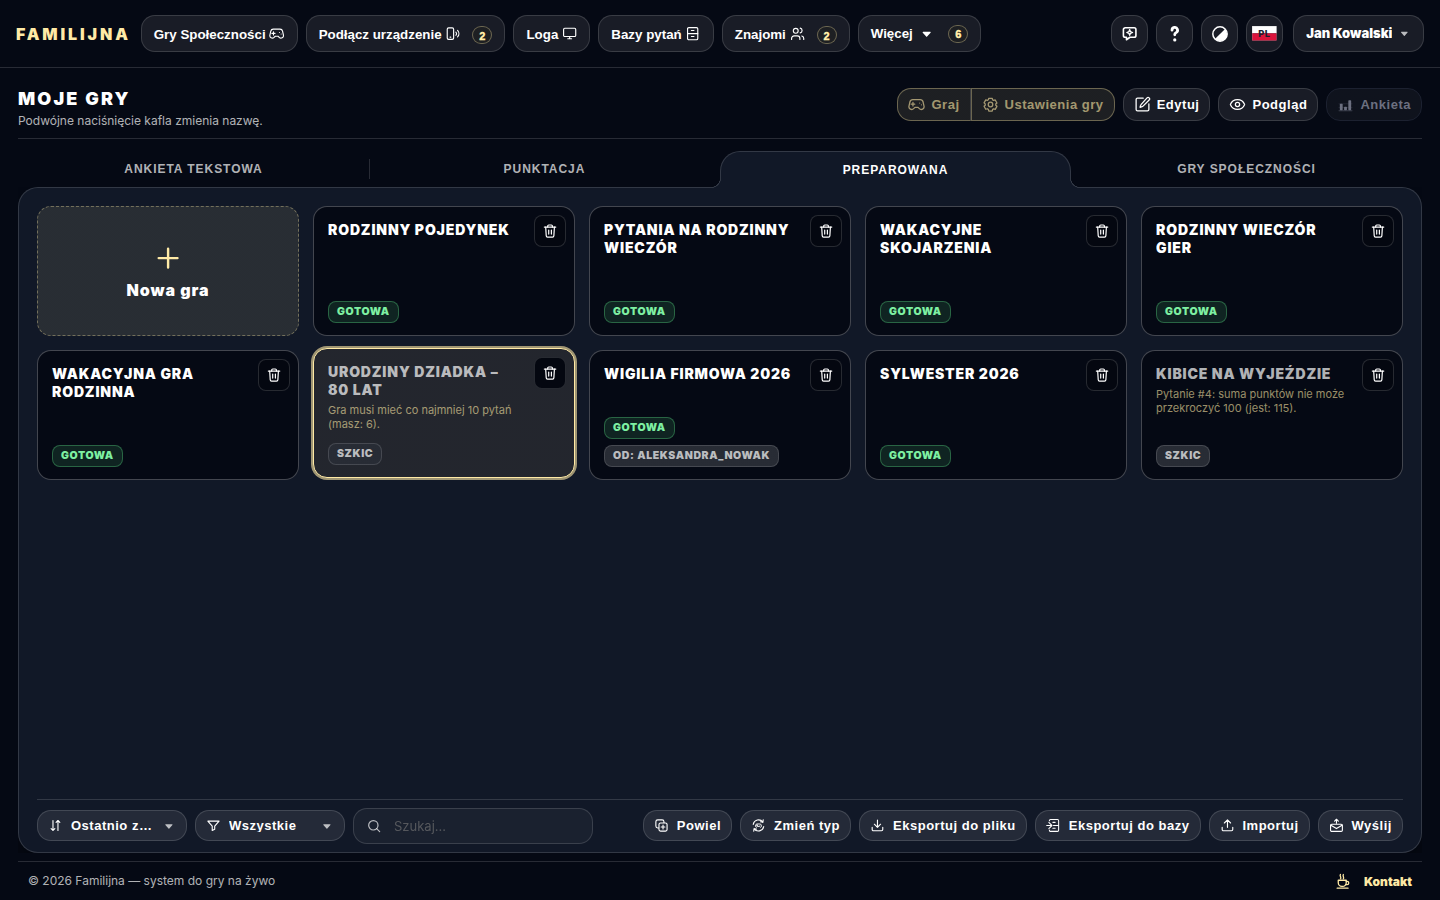 FAMILIJNA
Gry Społeczności
Podłącz urządzenie 2
Loga
Bazy pytań
Znajomi 2
Więcej 6
?
PL
Jan Kowalski
MOJE GRY
Podwójne naciśnięcie kafla zmienia nazwę.
Graj
Ustawienia gry
Edytuj
Podgląd
Ankieta
ANKIETA TEKSTOWA
PUNKTACJA
PREPAROWANA
GRY SPOŁECZNOŚCI
Nowa gra
RODZINNY POJEDYNEK
GOTOWA
PYTANIA NA RODZINNY
WIECZÓR
GOTOWA
WAKACYJNE
SKOJARZENIA
GOTOWA
RODZINNY WIECZÓR
GIER
GOTOWA
WAKACYJNA GRA
RODZINNA
GOTOWA
URODZINY DZIADKA –
80 LAT
Gra musi mieć co najmniej 10 pytań
(masz: 6).
SZKIC
WIGILIA FIRMOWA 2026
GOTOWA
OD: ALEKSANDRA_NOWAK
SYLWESTER 2026
GOTOWA
KIBICE NA WYJEŹDZIE
Pytanie #4: suma punktów nie może
przekroczyć 100 (jest: 115).
SZKIC
Ostatnio z...
Wszystkie
Szukaj...
Powiel
Zmień typ
Eksportuj do pliku
Eksportuj do bazy
Importuj
Wyślij
© 2026 Familijna — system do gry na żywo
Kontakt